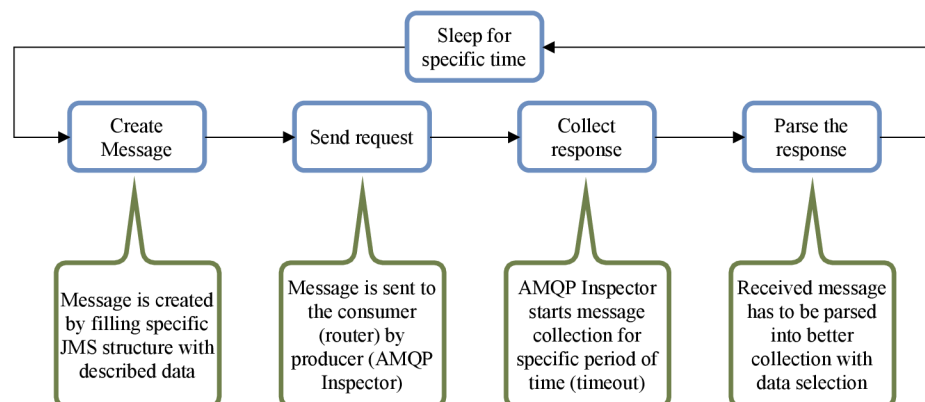 Sleep for
specific time
Create
Message
Send request
Collect
response
Parse the
response
Message is created
by filling specific
JMS structure with
described data
Message is sent to
the consumer
(router) by
producer (AMQP
Inspector)
AMQP Inspector
starts message
collection for
specific period of
time (timeout)
Received message
has to be parsed
into better
collection with
data selection